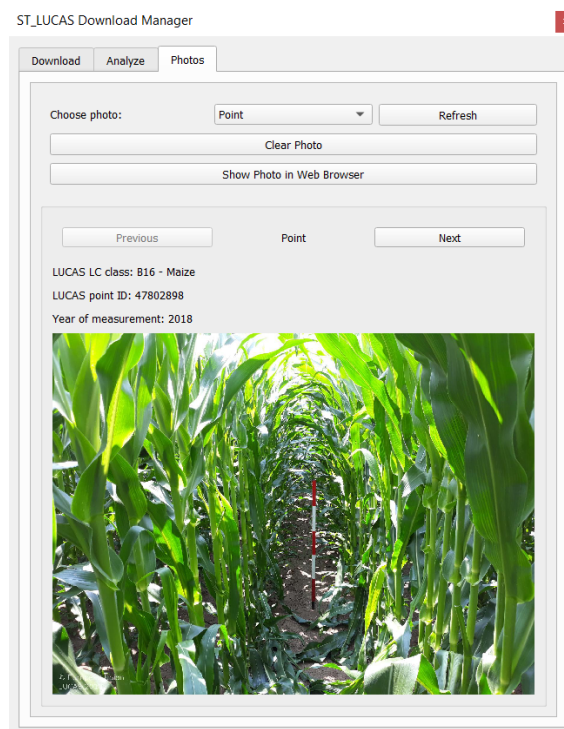 ST_LUCAS Download Manager
Download Analyze Photos
Choose photo: Point Refresh
Clear Photo
Show Photo in Web Browser
Previous Point Next
LUCAS LC class: B16 - Maize
LUCAS point ID: 47802898
Year of measurement: 2018
LUCAS